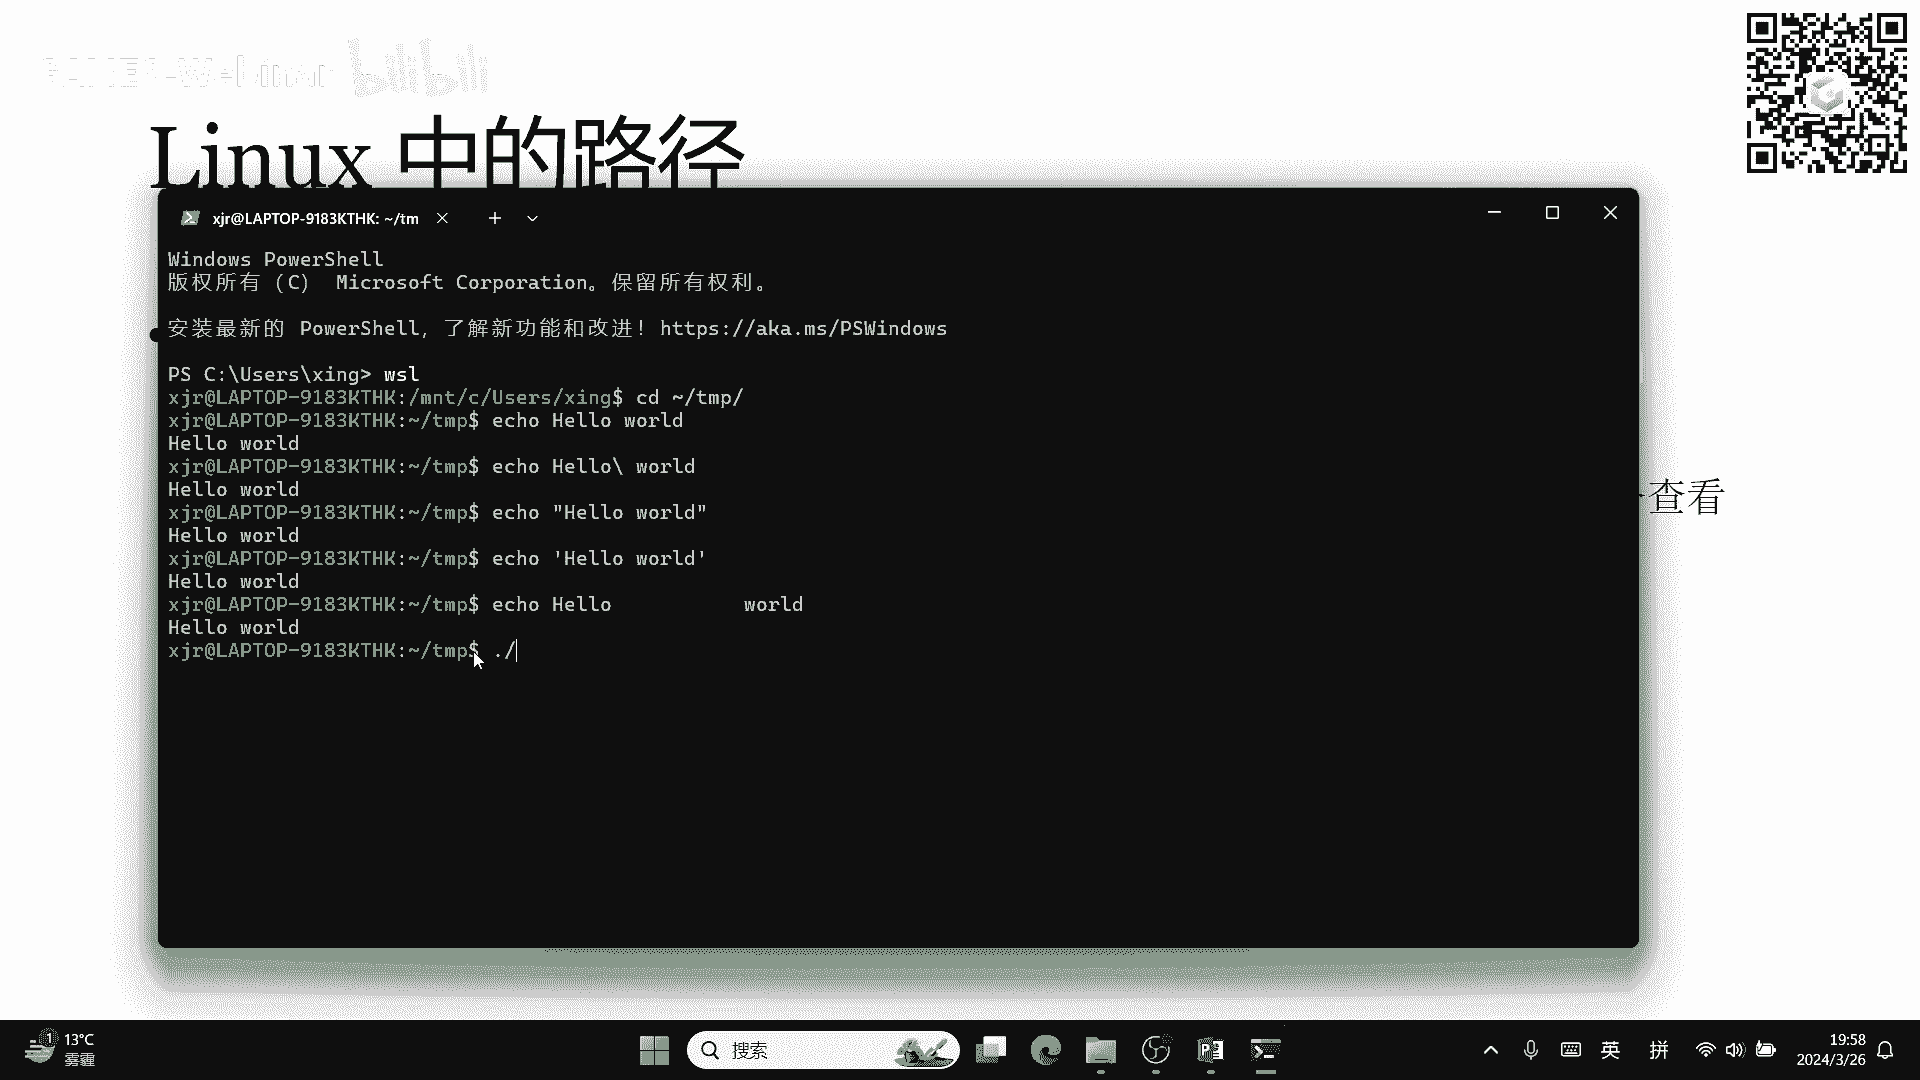 bilibili
Linux 中的路径
xjr@LAPTOP-9183KTHK: ~/tm
Windows PowerShell
版权所有 (C) Microsoft Corporation。保留所有权利。
安装最新的 PowerShell，了解新功能和改进！https://aka.ms/PSWindows
PS C:\Users\xing> wsl
xjr@LAPTOP-9183KTHK:/mnt/c/Users/xing$ cd ~/tmp/
xjr@LAPTOP-9183KTHK:~/tmp$ echo Hello world
Hello world
xjr@LAPTOP-9183KTHK:~/tmp$ echo Hello\ world
Hello world
xjr@LAPTOP-9183KTHK:~/tmp$ echo "Hello world"
Hello world
xjr@LAPTOP-9183KTHK:~/tmp$ echo 'Hello world'
Hello world
xjr@LAPTOP-9183KTHK:~/tmp$ echo Hello           world
Hello world
xjr@LAPTOP-9183KTHK:~/tmp$ ./
查看
1
13°C
雾霾
搜索
英
拼
19:58
2024/3/26